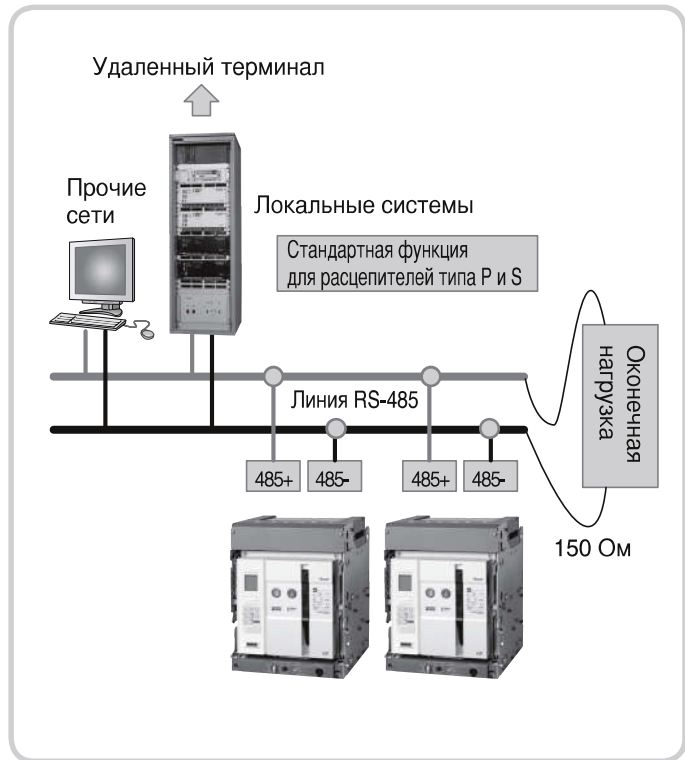 Удаленный терминал
Прочие
сети
Локальные системы
Стандартная функция
для расцепителей типа P и S
Линия RS-485
485+
485-
485+
485-
Оконечная
нагрузка
150 Ом